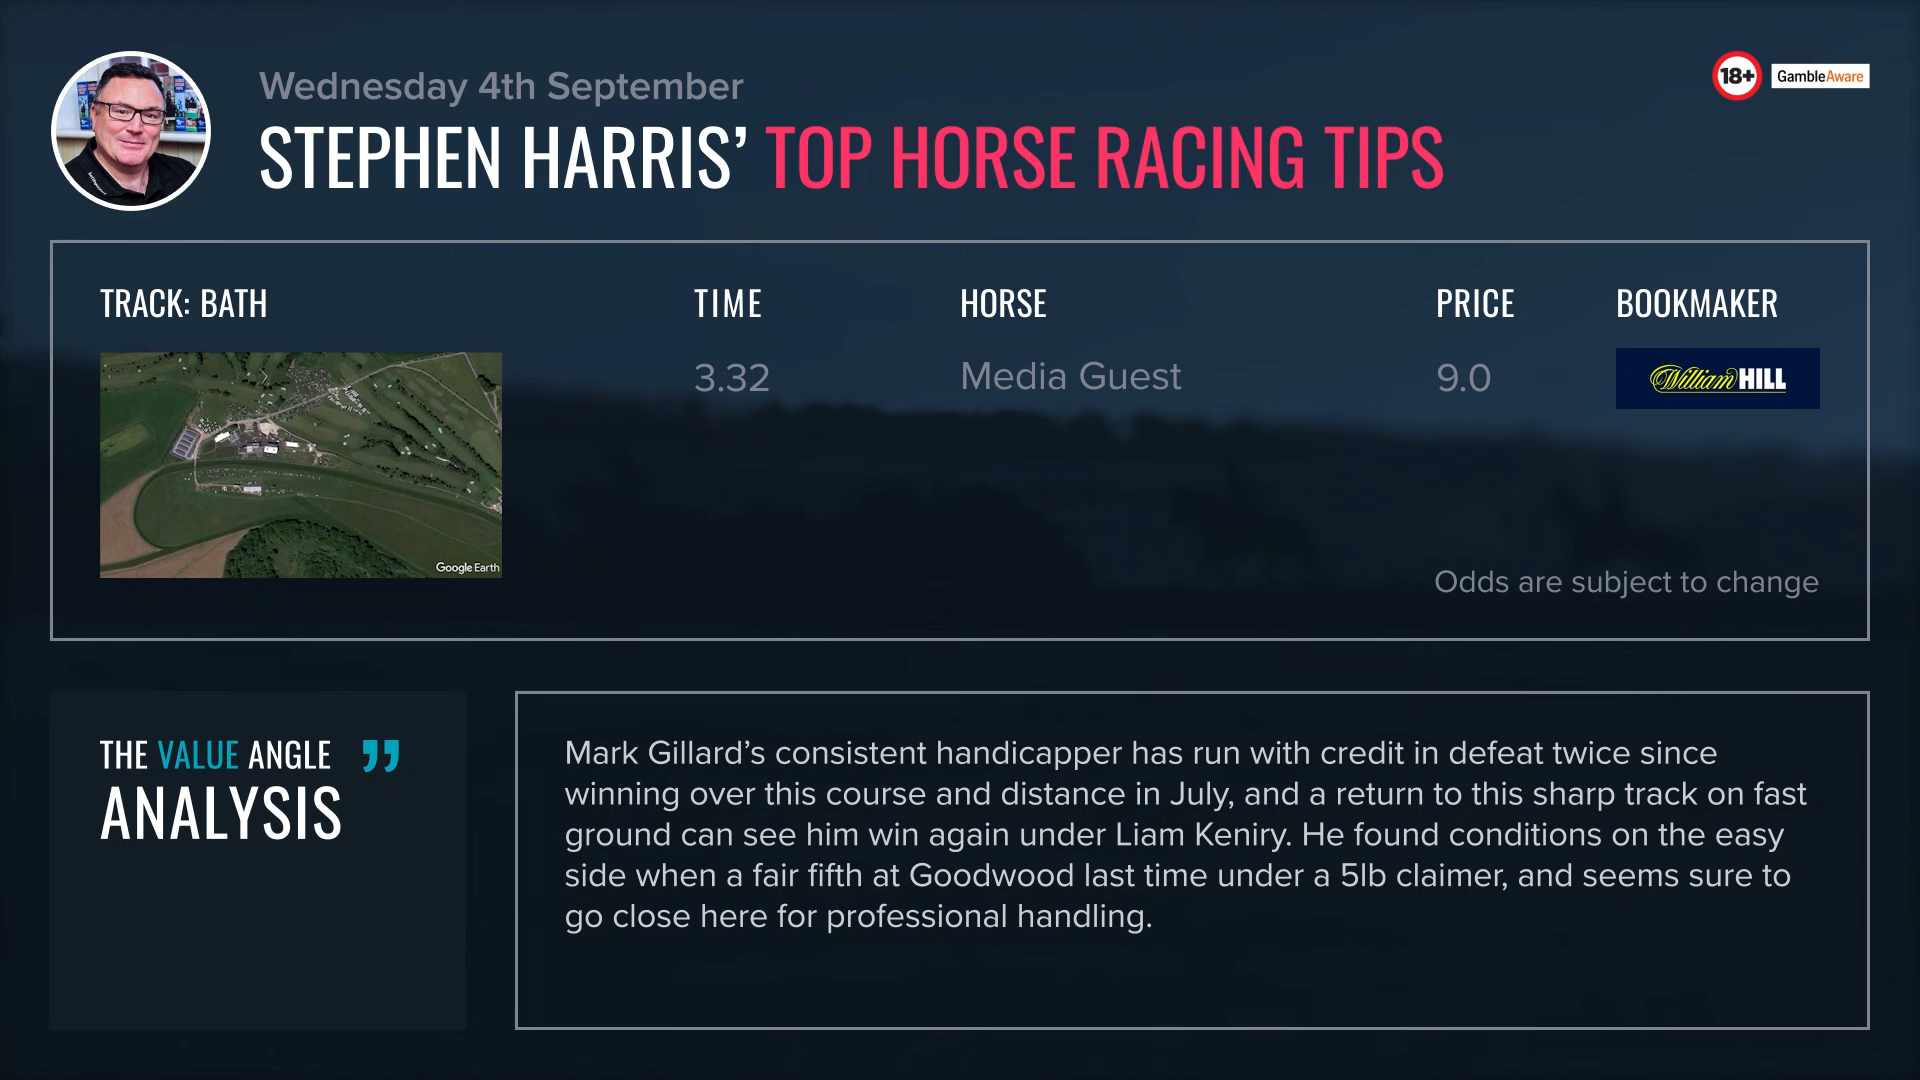 Wednesday 4th September
STEPHEN HARRIS’ TOP HORSE RACING TIPS
18+
GambleAware
TRACK: BATH
TIME
HORSE
PRICE
BOOKMAKER
3.32
Media Guest
9.0
William HILL
Google Earth
Odds are subject to change
THE VALUE ANGLE ”
ANALYSIS
Mark Gillard’s consistent handicapper has run with credit in defeat twice since
winning over this course and distance in July, and a return to this sharp track on fast
ground can see him win again under Liam Keniry. He found conditions on the easy
side when a fair fifth at Goodwood last time under a 5lb claimer, and seems sure to
go close here for professional handling.